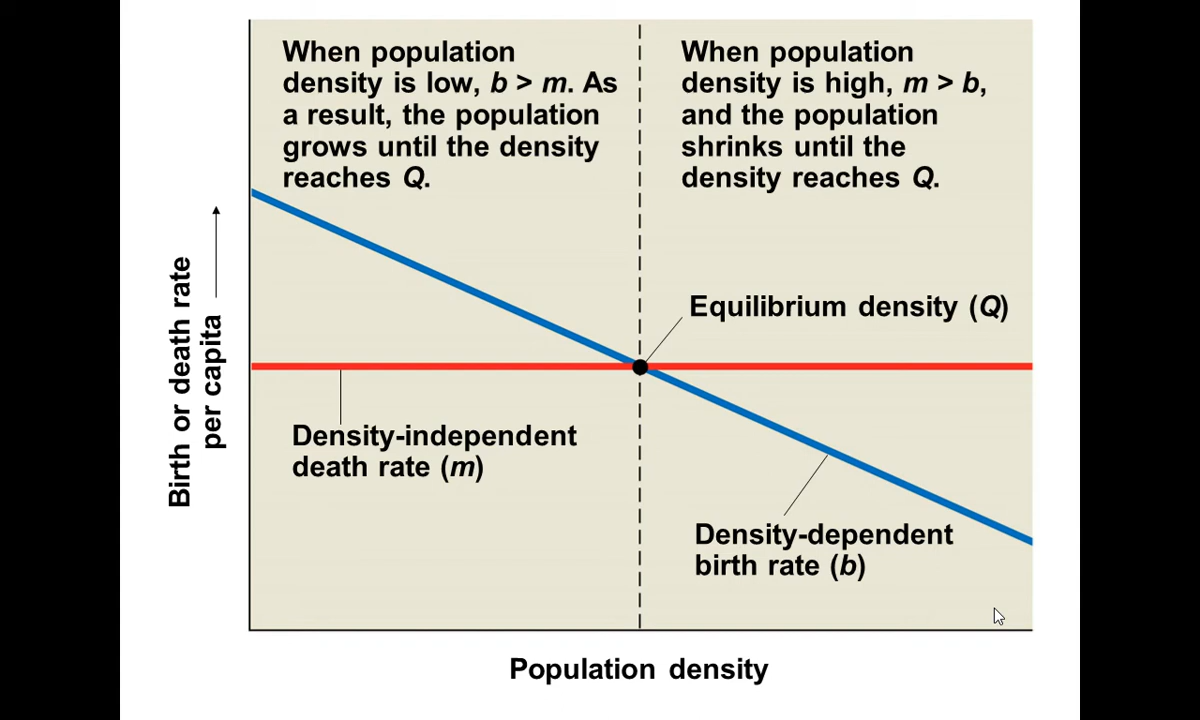 When population
density is low, b > m. As
a result, the population
grows until the density
reaches Q.
When population
density is high, m > b,
and the population
shrinks until the
density reaches Q.
Birth or death rate
per capita
Equilibrium density (Q)
Density-independent
death rate (m)
Density-dependent
birth rate (b)
Population density